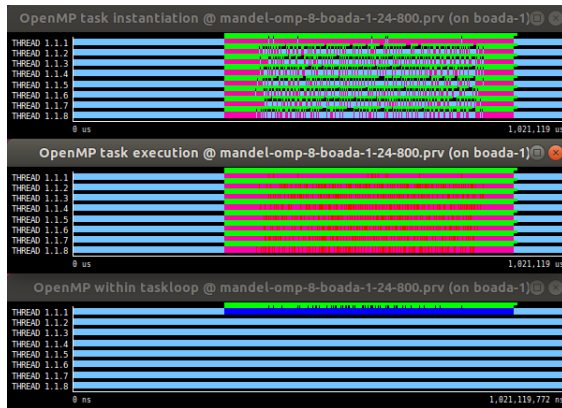 OpenMP task instantiation @ mandel-omp-8-boada-1-24-800.prv (on boada-1)
THREAD 1.1.1
THREAD 1.1.2
THREAD 1.1.3
THREAD 1.1.4
THREAD 1.1.5
THREAD 1.1.6
THREAD 1.1.7
THREAD 1.1.8
0 us 1,021,119 us
OpenMP task execution @ mandel-omp-8-boada-1-24-800.prv (on boada-1)
THREAD 1.1.1
THREAD 1.1.2
THREAD 1.1.3
THREAD 1.1.4
THREAD 1.1.5
THREAD 1.1.6
THREAD 1.1.7
THREAD 1.1.8
0 us 1,021,119 us
OpenMP within taskloop @ mandel-omp-8-boada-1-24-800.prv (on boada-1)
THREAD 1.1.1
THREAD 1.1.2
THREAD 1.1.3
THREAD 1.1.4
THREAD 1.1.5
THREAD 1.1.6
THREAD 1.1.7
THREAD 1.1.8
0 ns 1,021,119,772 ns